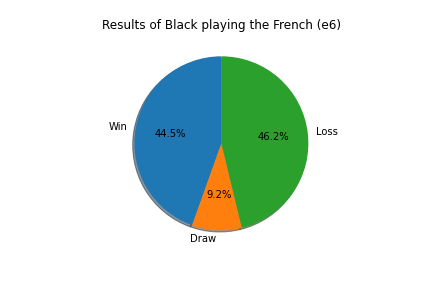 Results of Black playing the French (e6)
Win
44.5%
46.2%
Loss
9.2%
Draw